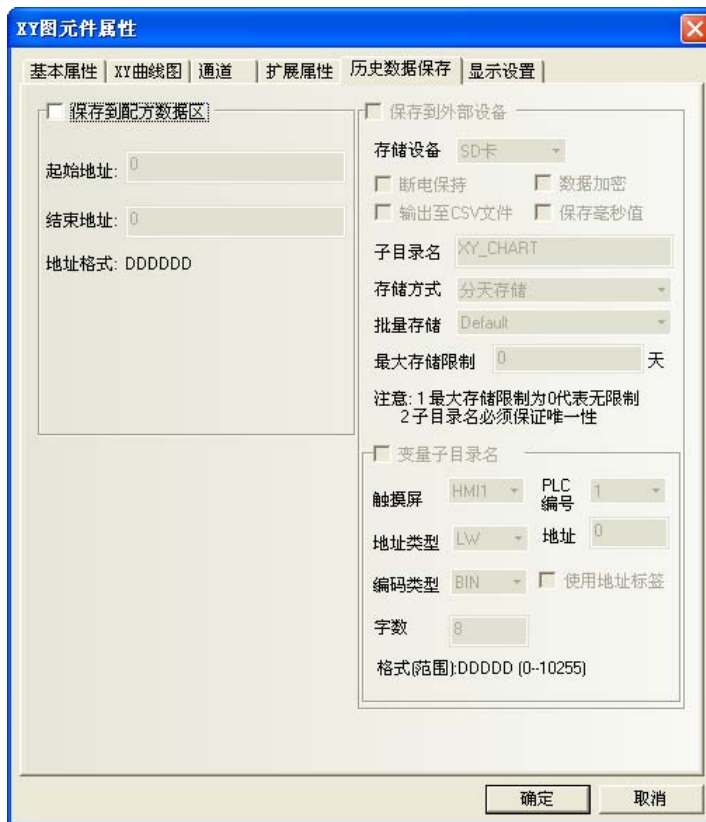 XY图元件属性
基本属性 XY曲线图 通道 扩展属性 历史数据保存 显示设置
保存到配方数据区
起始地址: 0
结束地址: 0
地址格式: DDDDDD
保存到外部设备
存储设备 SD卡
断电保持 数据加密
输出至CSV文件 保存毫秒值
子目录名 XY_CHART
存储方式 分天存储
批量存储 Default
最大存储限制 0 天
注意: 1 最大存储限制为0代表无限制
2 子目录名必须保证唯一性
变量子目录名
触摸屏 HMI1 PLC编号 1
地址类型 LW 地址 0
编码类型 BIN 使用地址标签
字数 8
格式(范围):DDDDD (0--10255)
确定 取消